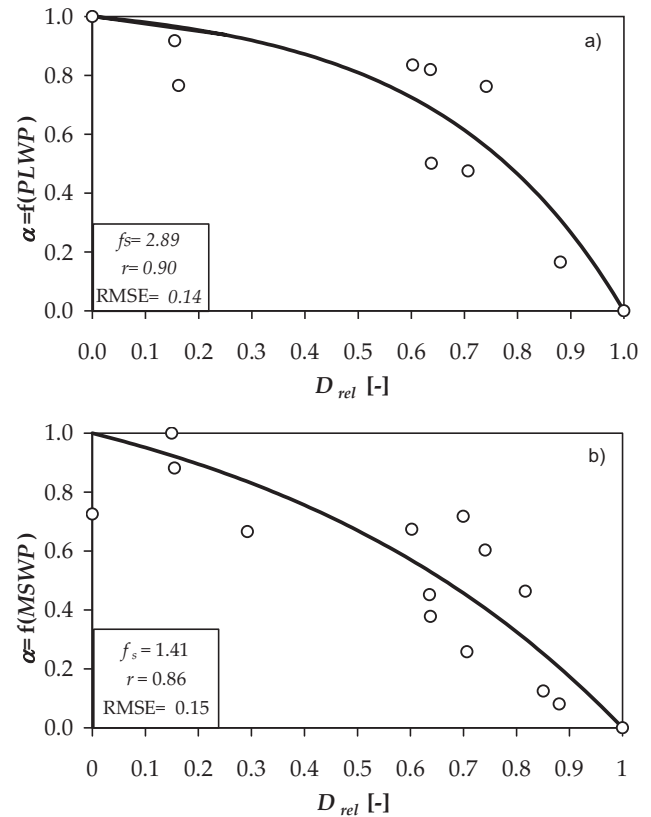 a)
α=f(PLWP)
1.0
0.8
0.6
0.4
0.2
0.0
fs= 2.89
r= 0.90
RMSE= 0.14
0.0 0.1 0.2 0.3 0.4 0.5 0.6 0.7 0.8 0.9 1.0
D rel [-]
b)
α=f(MSWP)
1.0
0.8
0.6
0.4
0.2
0.0
f s = 1.41
r = 0.86
RMSE= 0.15
0 0.1 0.2 0.3 0.4 0.5 0.6 0.7 0.8 0.9 1
D rel [-]